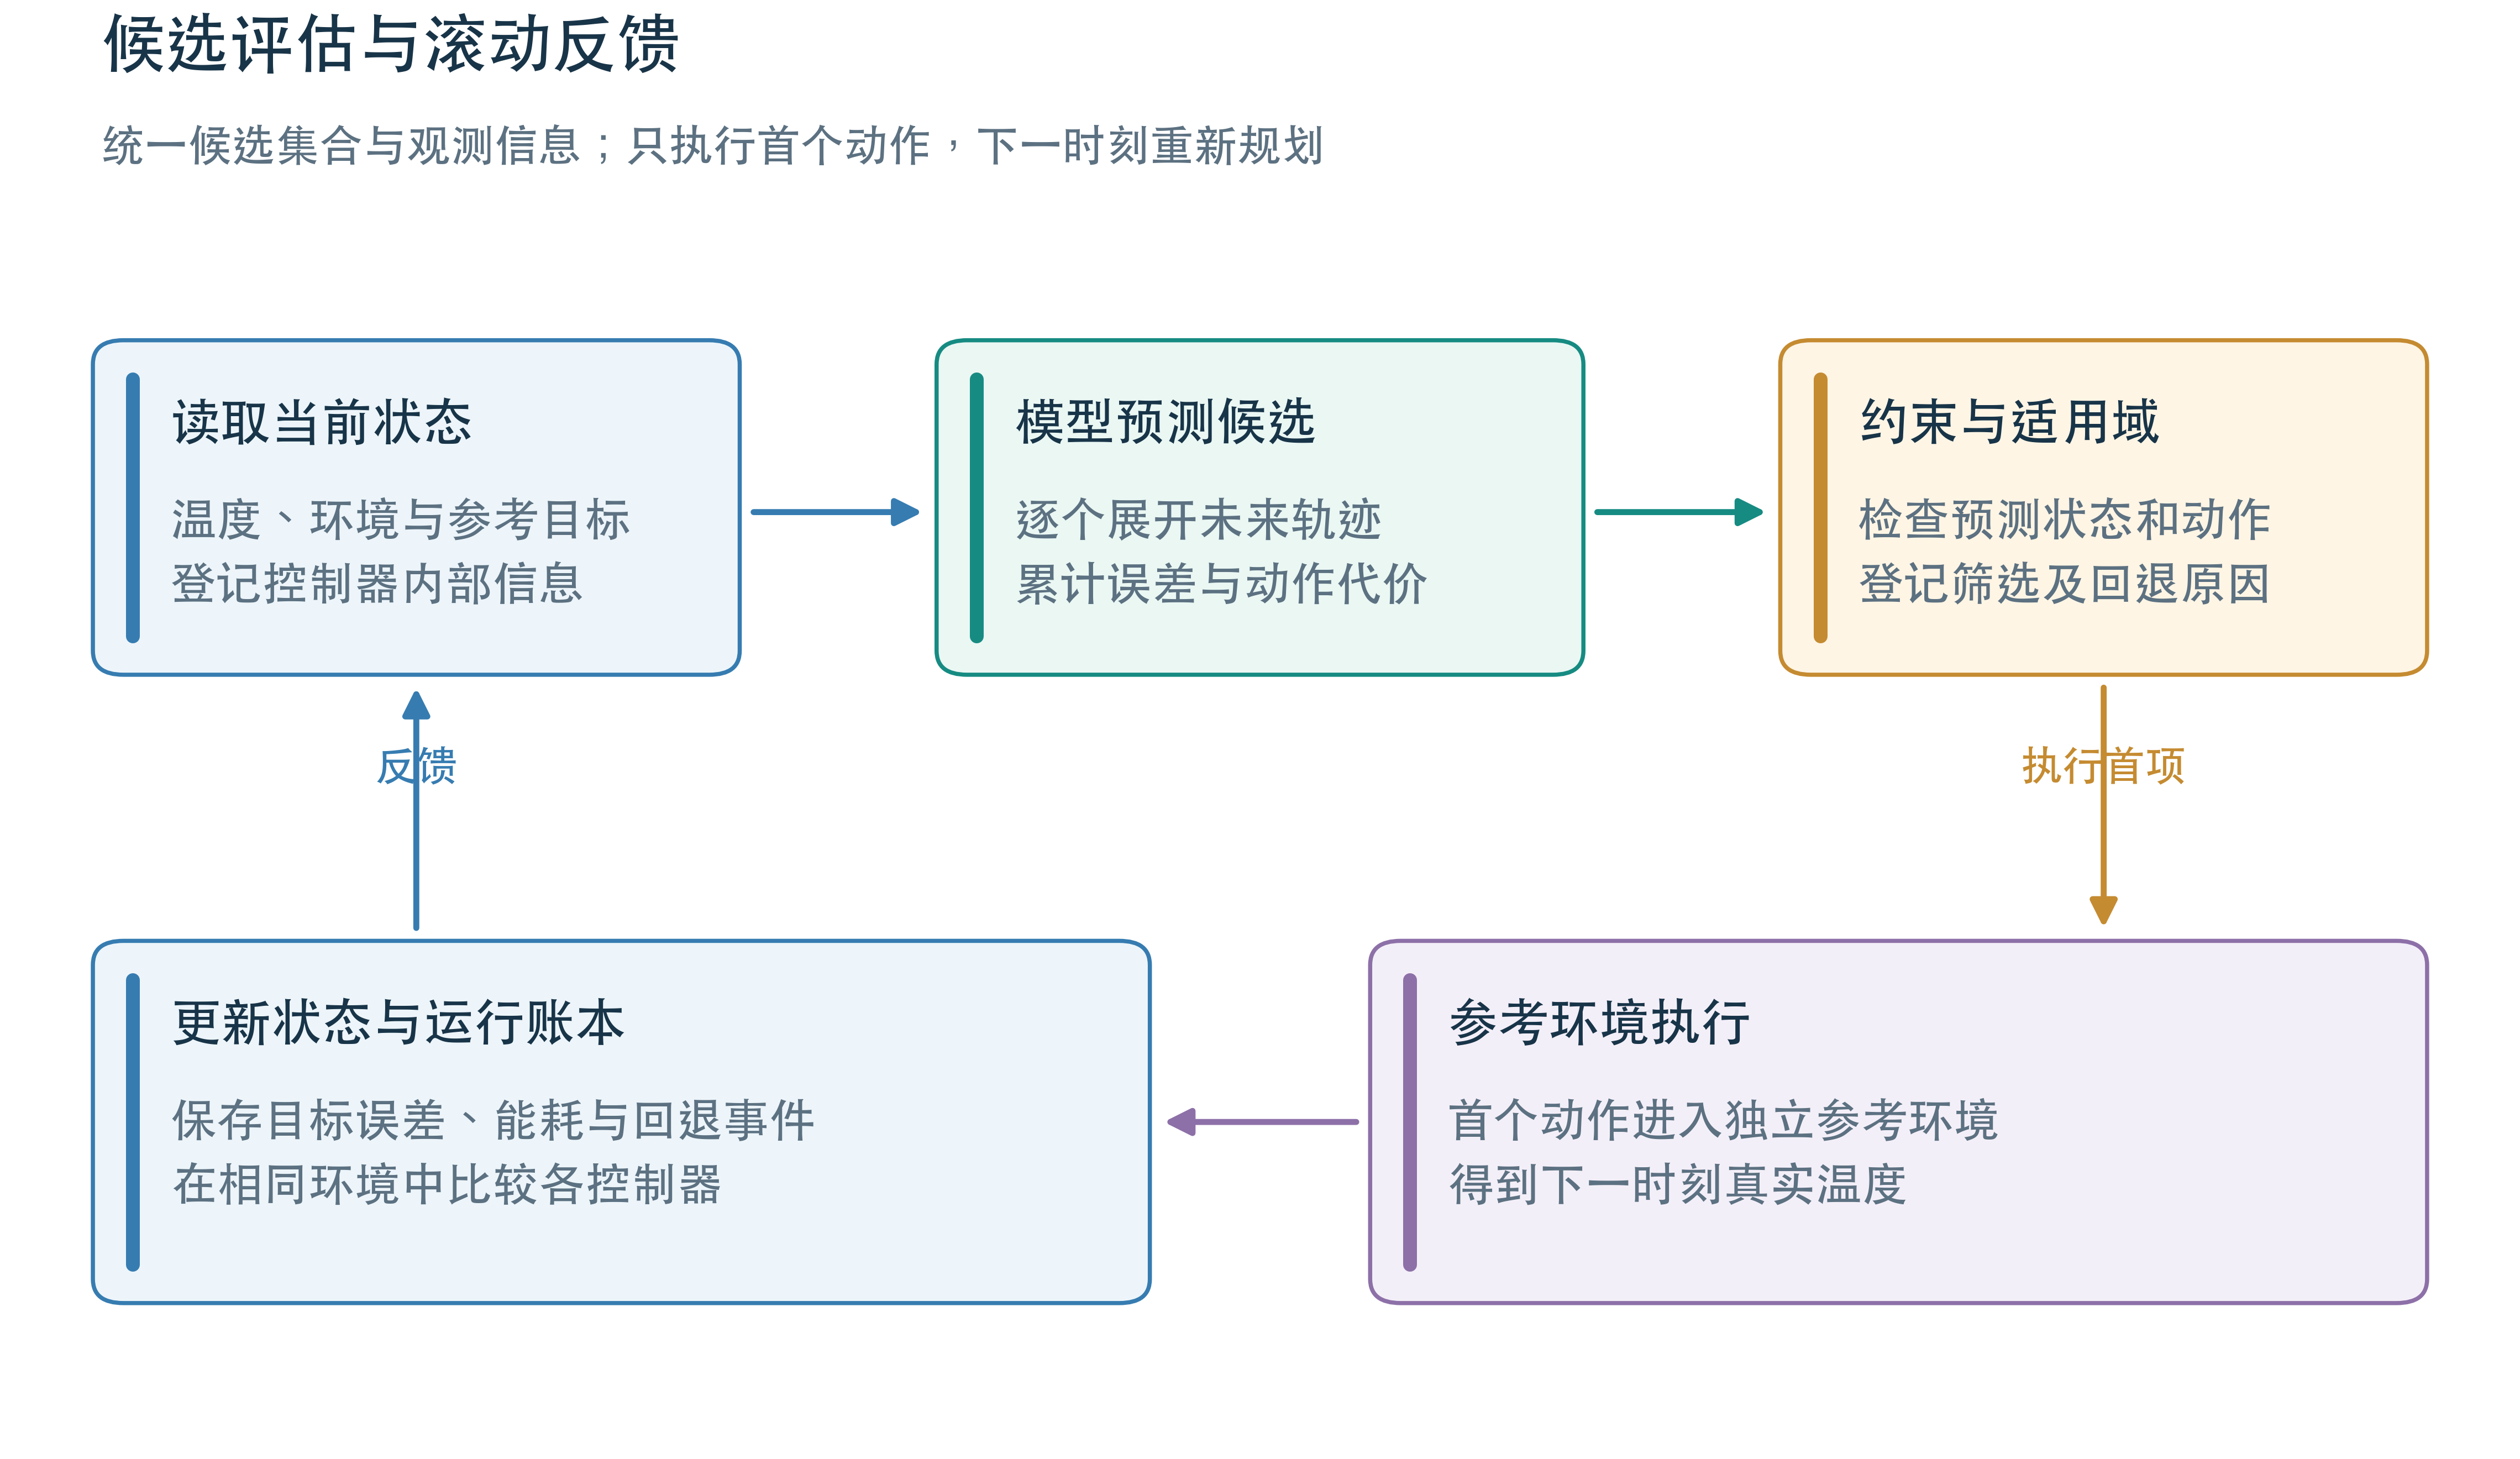 候选评估与滚动反馈
统一候选集合与观测信息；只执行首个动作，下一时刻重新规划
读取当前状态
温度、环境与参考目标
登记控制器内部信息
模型预测候选
逐个展开未来轨迹
累计误差与动作代价
约束与适用域
检查预测状态和动作
登记筛选及回退原因
反馈
执行首项
更新状态与运行账本
保存目标误差、能耗与回退事件
在相同环境中比较各控制器
参考环境执行
首个动作进入独立参考环境
得到下一时刻真实温度